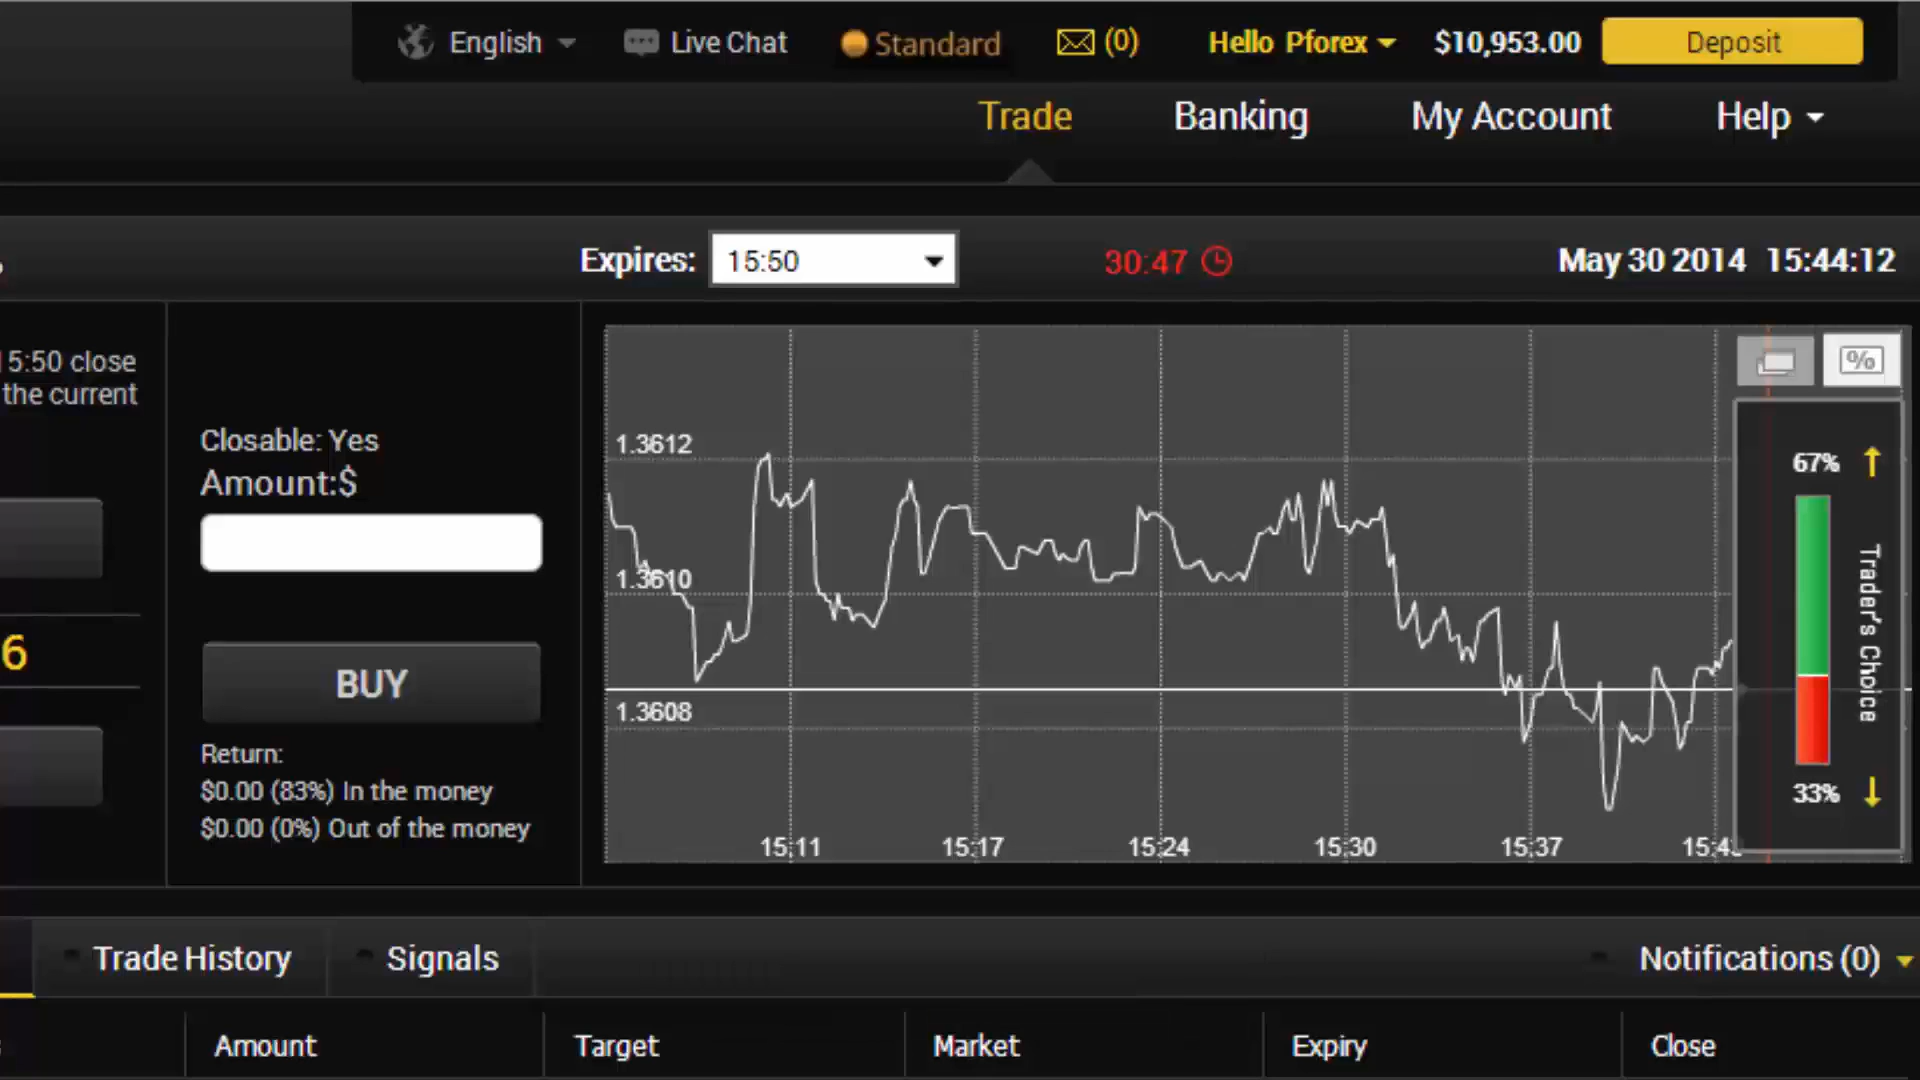 English
Live Chat
Standard
(0)
Hello Pforex
$10,953.00
Deposit
Trade
Banking
My Account
Help
Expires:
15:50
30:47
May 30 2014 15:44:12
15:50 close
the current
6
Closable: Yes
Amount:$
BUY
Return:
$0.00 (83%) In the money
$0.00 (0%) Out of the money
1.3612
1.3610
1.3608
15:11
15:17
15:24
15:30
15:37
%
67%
Trader's Choice
33%
Trade History
Signals
Notifications (0)
Amount
Target
Market
Expiry
Close